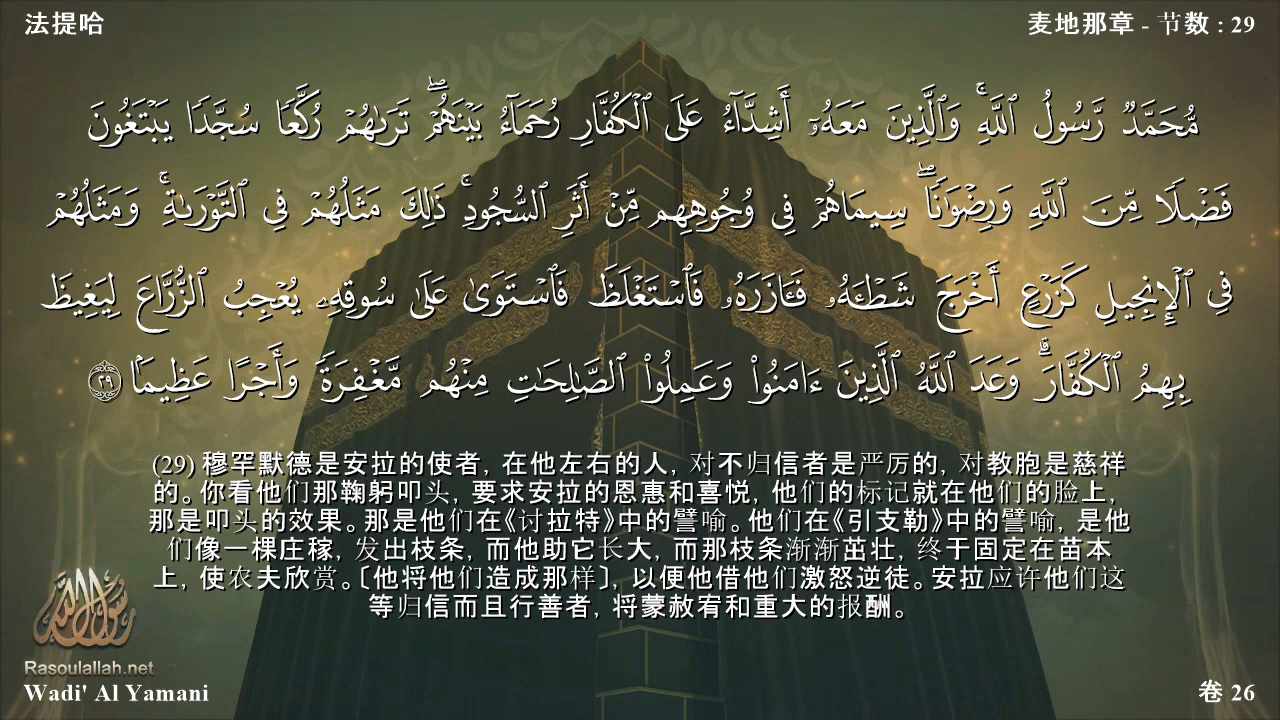 法提哈
麦地那章 - 节数 : 29
مُّحَمَّدٌ رَّسُولُ ٱللَّهِ ۚ وَٱلَّذِينَ مَعَهُۥٓ أَشِدَّآءُ عَلَى ٱلْكُفَّارِ رُحَمَآءُ بَيْنَهُمْ ۖ تَرَىٰهُمْ رُكَّعًا سُجَّدًا يَبْتَغُونَ
فَضْلًا مِّنَ ٱللَّهِ وَرِضْوَٰنًا ۖ سِيمَاهُمْ فِى وُجُوهِهِم مِّنْ أَثَرِ ٱلسُّجُودِ ۚ ذَٰلِكَ مَثَلُهُمْ فِى ٱلتَّوْرَىٰةِ ۚ وَمَثَلُهُمْ
فِى ٱلْإِنجِيلِ كَزَرْعٍ أَخْرَجَ شَطْـَٔهُۥ فَـَٔازَرَهُۥ فَٱسْتَغْلَظَ فَٱسْتَوَىٰ عَلَىٰ سُوقِهِۦ يُعْجِبُ ٱلزُّرَّاعَ لِيَغِيظَ
بِهِمُ ٱلْكُفَّارَ ۗ وَعَدَ ٱللَّهُ ٱلَّذِينَ ءَامَنُوا۟ وَعَمِلُوا۟ ٱلصَّٰلِحَٰتِ مِنْهُم مَّغْفِرَةً وَأَجْرًا عَظِيمًۢا ٢٩
(29) 穆罕默德是安拉的使者, 在他左右的人, 对不归信者是严厉的, 对教胞是慈祥
的。你看他们那鞠躬叩头, 要求安拉的恩惠和喜悦, 他们的标记就在他们的脸上,
那是叩头的效果。那是他们在《讨拉特》中的譬喻。他们在《引支勒》中的譬喻, 是他
们像一棵庄稼, 发出枝条, 而他助它长大, 而那枝条渐渐茁壮, 终于固定在苗本
上, 使农夫欣赏。〔他将他们造成那样〕, 以便他借他们激怒逆徒。安拉应许他们这
等归信而且行善者, 将蒙赦宥和重大的报酬。
رسول الله
Rasoulallah.net
Wadi' Al Yamani
卷 26